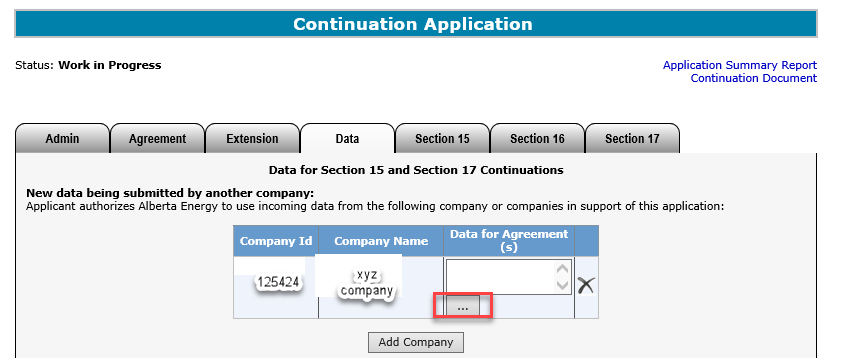 Continuation Application
Status: Work in Progress
Application Summary Report
Continuation Document
Admin
Agreement
Extension
Data
Section 15
Section 16
Section 17
Data for Section 15 and Section 17 Continuations
New data being submitted by another company:
Applicant authorizes Alberta Energy to use incoming data from the following company or companies in support of this application:
Company Id
Company Name
Data for Agreement
(s)
125424
xyz
company
...
Add Company